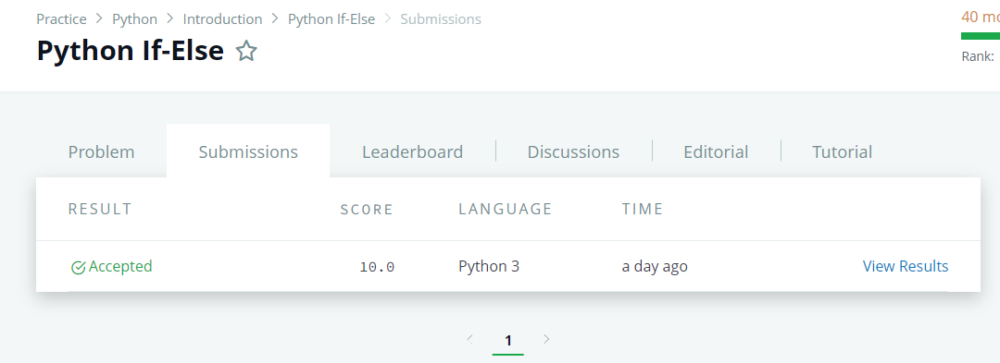 Practice > Python > Introduction > Python If-Else > Submissions
40
Python If-Else
Rank:
Problem Submissions Leaderboard Discussions Editorial Tutorial
RESULT SCORE LANGUAGE TIME
Accepted 10.0 Python 3 a day ago View Results
1